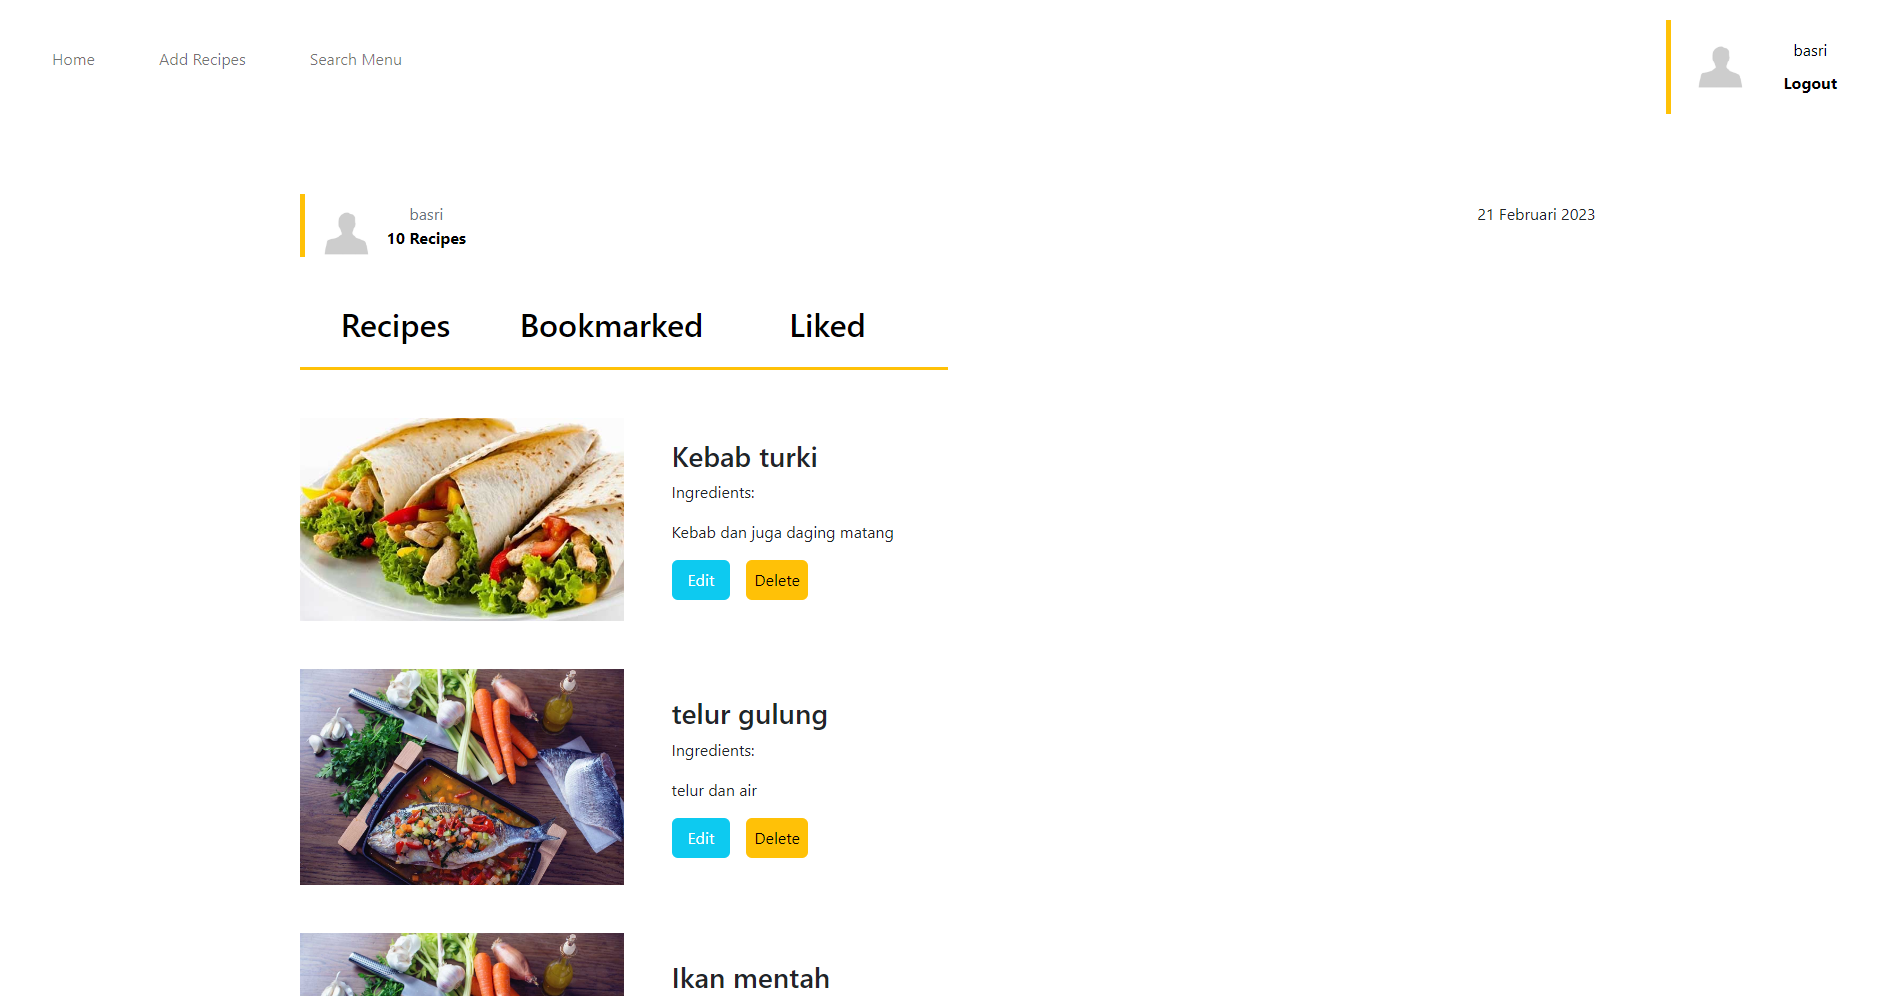 Home Add Recipes Search Menu
basri
Logout
basri
10 Recipes
21 Februari 2023
Recipes Bookmarked Liked
Kebab turki
Ingredients:
Kebab dan juga daging matang
Edit Delete
telur gulung
Ingredients:
telur dan air
Edit Delete
Ikan mentah